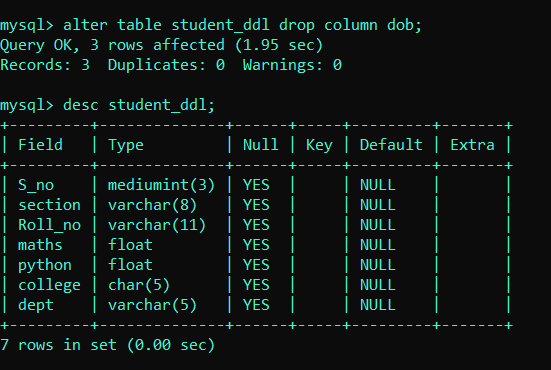 mysql> alter table student_ddl drop column dob;
Query OK, 3 rows affected (1.95 sec)
Records: 3  Duplicates: 0  Warnings: 0

mysql> desc student_ddl;
+---------+--------------+------+-----+---------+-------+
| Field   | Type         | Null | Key | Default | Extra |
+---------+--------------+------+-----+---------+-------+
| S_no    | mediumint(3) | YES  |     | NULL    |       |
| section | varchar(8)   | YES  |     | NULL    |       |
| Roll_no | varchar(11)  | YES  |     | NULL    |       |
| maths   | float        | YES  |     | NULL    |       |
| python  | float        | YES  |     | NULL    |       |
| college | char(5)      | YES  |     | NULL    |       |
| dept    | varchar(5)   | YES  |     | NULL    |       |
+---------+--------------+------+-----+---------+-------+
7 rows in set (0.00 sec)